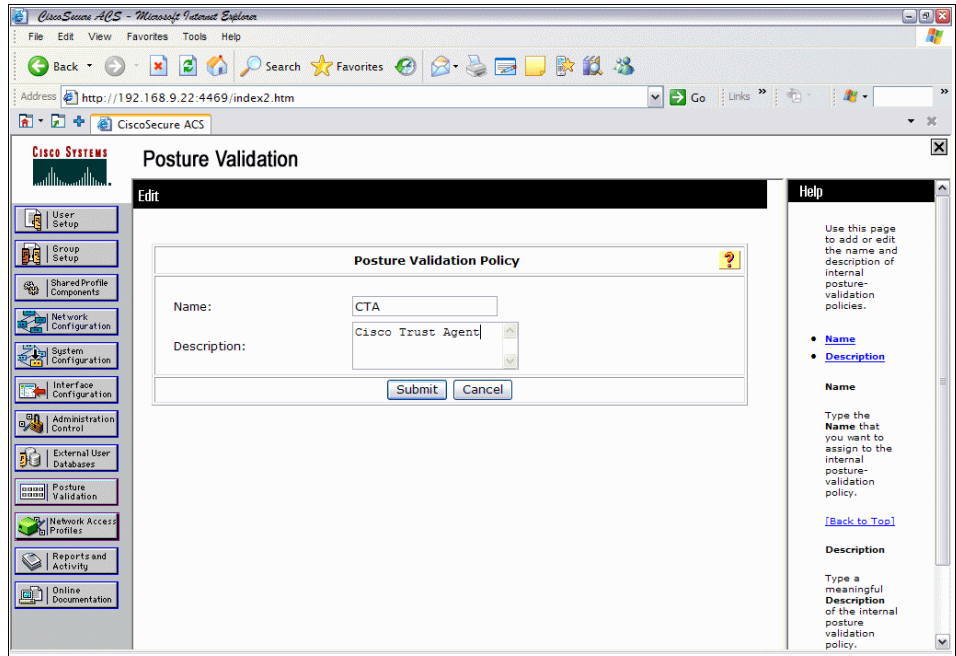 CiscoSecure ACS - Microsoft Internet Explorer
File Edit View Favorites Tools Help
Back Search Favorites
Address http://192.168.9.22:4469/index2.htm Go Links »
CiscoSecure ACS
CISCO SYSTEMS
Posture Validation
User
Setup
Group
Setup
Shared Profile
Components
Network
Configuration
System
Configuration
Interface
Configuration
Administration
Control
External User
Databases
Posture
Validation
Network Access
Profiles
Reports and
Activity
Online
Documentation
Edit
Posture Validation Policy ?
Name: CTA
Description: Cisco Trust Agent
Submit Cancel
Help
Use this page
to add or edit
the name and
description of
internal
posture-
validation
policies.
• Name
• Description
Name
Type the
Name that
you want to
assign to the
internal
posture-
validation
policy.
[Back to Top]
Description
Type a
meaningful
Description
of the internal
posture
validation
policy.